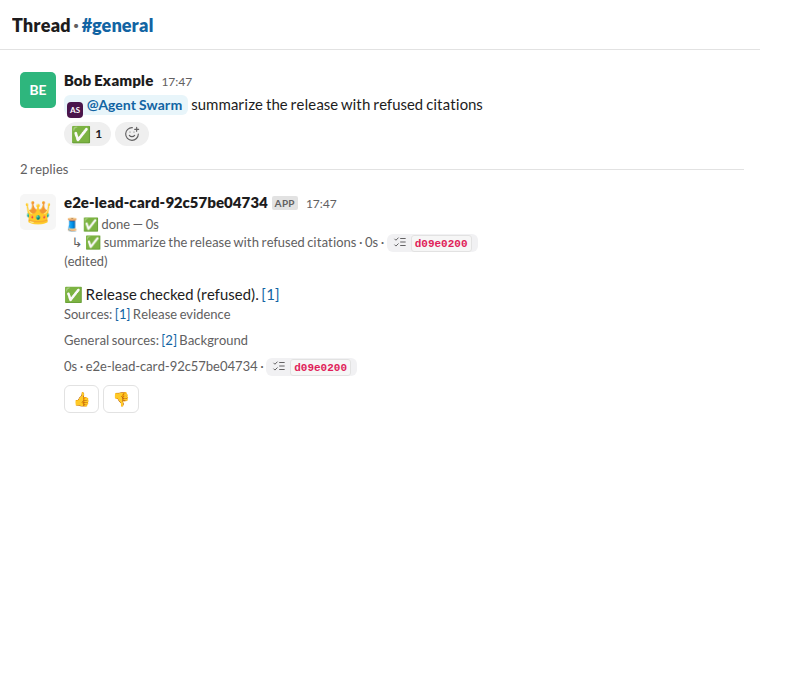 Thread • #general
BE
Bob Example 17:47
AS @Agent Swarm summarize the release with refused citations
✅ 1
2 replies
e2e-lead-card-92c57be04734 APP 17:47
🧵 ✅ done — 0s
↳ ✅ summarize the release with refused citations · 0s · d09e0200
(edited)
✅ Release checked (refused). [1]
Sources: [1] Release evidence
General sources: [2] Background
0s · e2e-lead-card-92c57be04734 · d09e0200
👍 👎